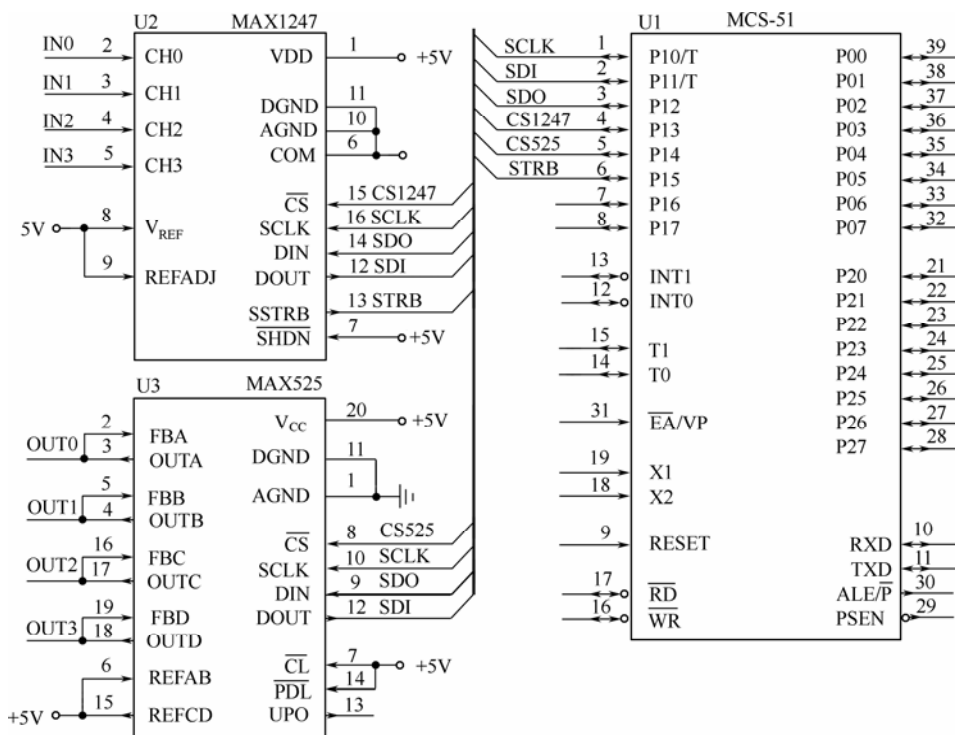 U2 MAX1247
IN0 2 CH0
IN1 3 CH1
IN2 4 CH2
IN3 5 CH3
5V 8 VREF
9 REFADJ
VDD 1 +5V
DGND 11
AGND 10
COM 6
CS 15 CS1247
SCLK 16 SCLK
DIN 14 SDO
DOUT 12 SDI
SSTRB 13 STRB
SHDN 7 +5V
U3 MAX525
2 FBA
OUT0 3 OUTA
5 FBB
OUT1 4 OUTB
16 FBC
OUT2 17 OUTC
19 FBD
OUT3 18 OUTD
6 REFAB
+5V 15 REFCD
VCC 20 +5V
DGND 11
AGND 1
CS 8 CS525
SCLK 10 SCLK
DIN 9 SDO
DOUT 12 SDI
CL 7 +5V
PDL 14
UPO 13
U1 MCS-51
SCLK 1 P10/T
SDI 2 P11/T
SDO 3 P12
CS1247 4 P13
CS525 5 P14
STRB 6 P15
7 P16
8 P17
13 INT1
12 INT0
15 T1
14 T0
31 EA/VP
19 X1
18 X2
9 RESET
17 RD
16 WR
P00 39
P01 38
P02 37
P03 36
P04 35
P05 34
P06 33
P07 32
P20 21
P21 22
P22 23
P23 24
P24 25
P25 26
P26 27
P27 28
RXD 10
TXD 11
ALE/P 30
PSEN 29